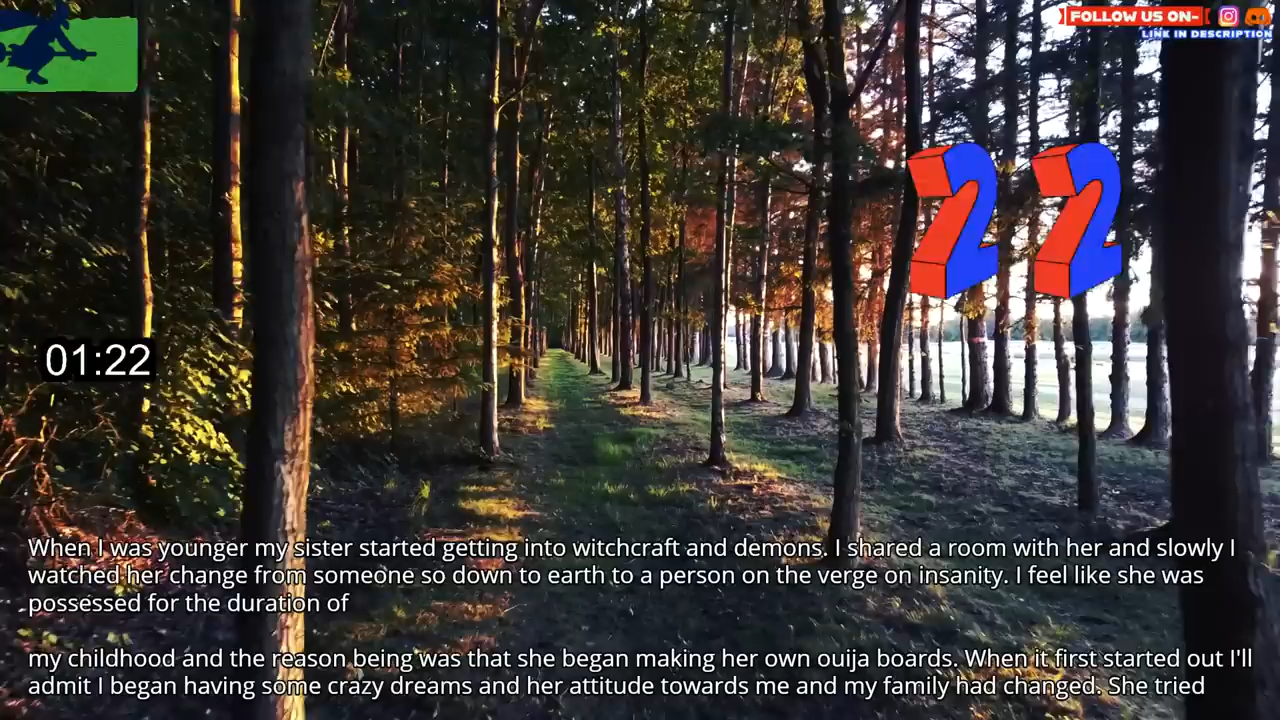 FOLLOW US ON-
LINK IN DESCRIPTION
22
01:22
When I was younger my sister started getting into witchcraft and demons. I shared a room with her and slowly I
watched her change from someone so down to earth to a person on the verge on insanity. I feel like she was
possessed for the duration of
my childhood and the reason being was that she began making her own ouija boards. When it first started out I'll
admit I began having some crazy dreams and her attitude towards me and my family had changed. She tried